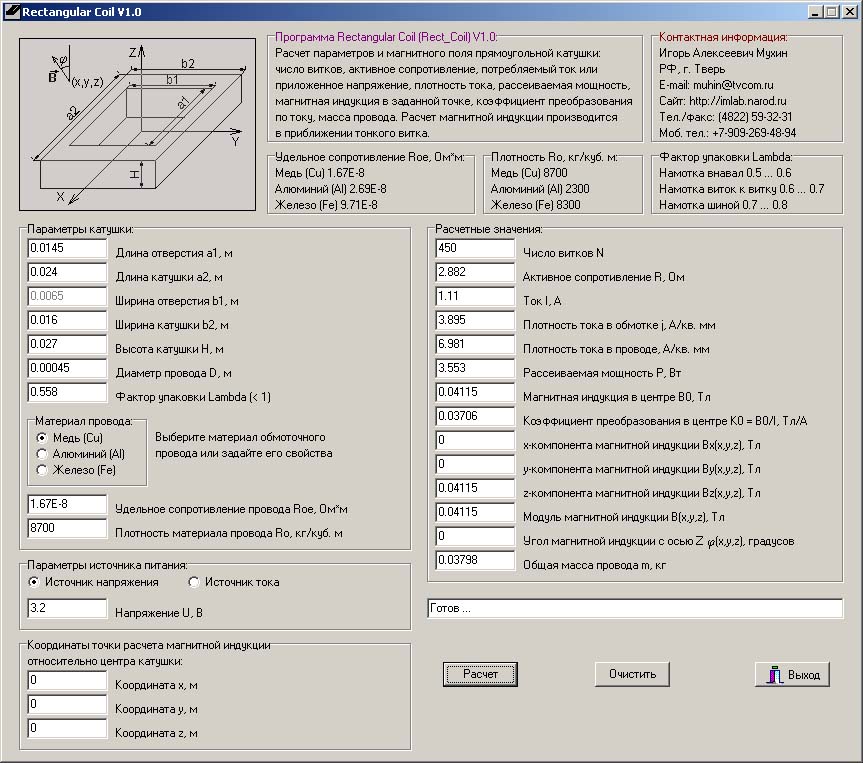 Rectangular Coil V1.0
Z
b2
b1
φ
B
(x,y,z)
a1
a2
Y
H
X
Программа Rectangular Coil (Rect_Coil) V1.0:
Расчет параметров и магнитного поля прямоугольной катушки:
число витков, активное сопротивление, потребляемый ток или
приложенное напряжение, плотность тока, рассеиваемая мощность,
магнитная индукция в заданной точке, коэффициент преобразования
по току, масса провода. Расчет магнитной индукции производится
в приближении тонкого витка.
Контактная информация:
Игорь Алексеевич Мухин
РФ, г. Тверь
E-mail: muhin@tvcom.ru
Сайт: http://imlab.narod.ru
Тел./факс: (4822) 59-32-31
Моб. тел.: +7-909-269-48-94
Удельное сопротивление Roe, Ом*м:
Медь (Cu) 1.67E-8
Алюминий (Al) 2.69E-8
Железо (Fe) 9.71E-8
Плотность Ro, кг/куб. м:
Медь (Cu) 8700
Алюминий (Al) 2300
Железо (Fe) 8300
Фактор упаковки Lambda:
Намотка внавал 0.5 ... 0.6
Намотка виток к витку 0.6 ... 0.7
Намотка шиной 0.7 ... 0.8
Параметры катушки:
0.0145 Длина отверстия a1, м
0.024 Длина катушки a2, м
0.0065 Ширина отверстия b1, м
0.016 Ширина катушки b2, м
0.027 Высота катушки H, м
0.00045 Диаметр провода D, м
0.558 Фактор упаковки Lambda (< 1)
Материал провода:
Медь (Cu)
Алюминий (Al)
Железо (Fe)
Выберите материал обмоточного
провода или задайте его свойства
1.67E-8 Удельное сопротивление провода Roe, Ом*м
8700 Плотность материала провода Ro, кг/куб. м
Параметры источника питания:
Источник напряжения Источник тока
3.2 Напряжение U, В
Координаты точки расчета магнитной индукции
относительно центра катушки:
0 Координата x, м
0 Координата y, м
0 Координата z, м
Расчетные значения:
450 Число витков N
2.882 Активное сопротивление R, Ом
1.11 Ток I, А
3.895 Плотность тока в обмотке j, А/кв. мм
6.981 Плотность тока в проводе, А/кв. мм
3.553 Рассеиваемая мощность P, Вт
0.04115 Магнитная индукция в центре B0, Тл
0.03706 Коэффициент преобразования в центре K0 = B0/I, Тл/А
0 x-компонента магнитной индукции Bx(x,y,z), Тл
0 y-компонента магнитной индукции By(x,y,z), Тл
0.04115 z-компонента магнитной индукции Bz(x,y,z), Тл
0.04115 Модуль магнитной индукции B(x,y,z), Тл
0 Угол магнитной индукции с осью Z φ(x,y,z), градусов
0.03798 Общая масса провода m, кг
Готов ...
Расчет
Очистить
Выход